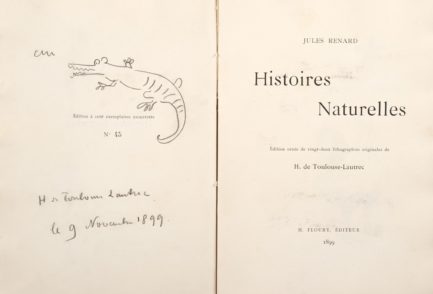 Édition à cent exemplaires numérotés
N° 45
H de Toulouse Lautrec
le 9 Novembre 1899.
JULES RENARD
Histoires
Naturelles
Édition ornée de vingt-deux lithographies originales de
H. de Toulouse-Lautrec
H. FLOURY, ÉDITEUR
1899